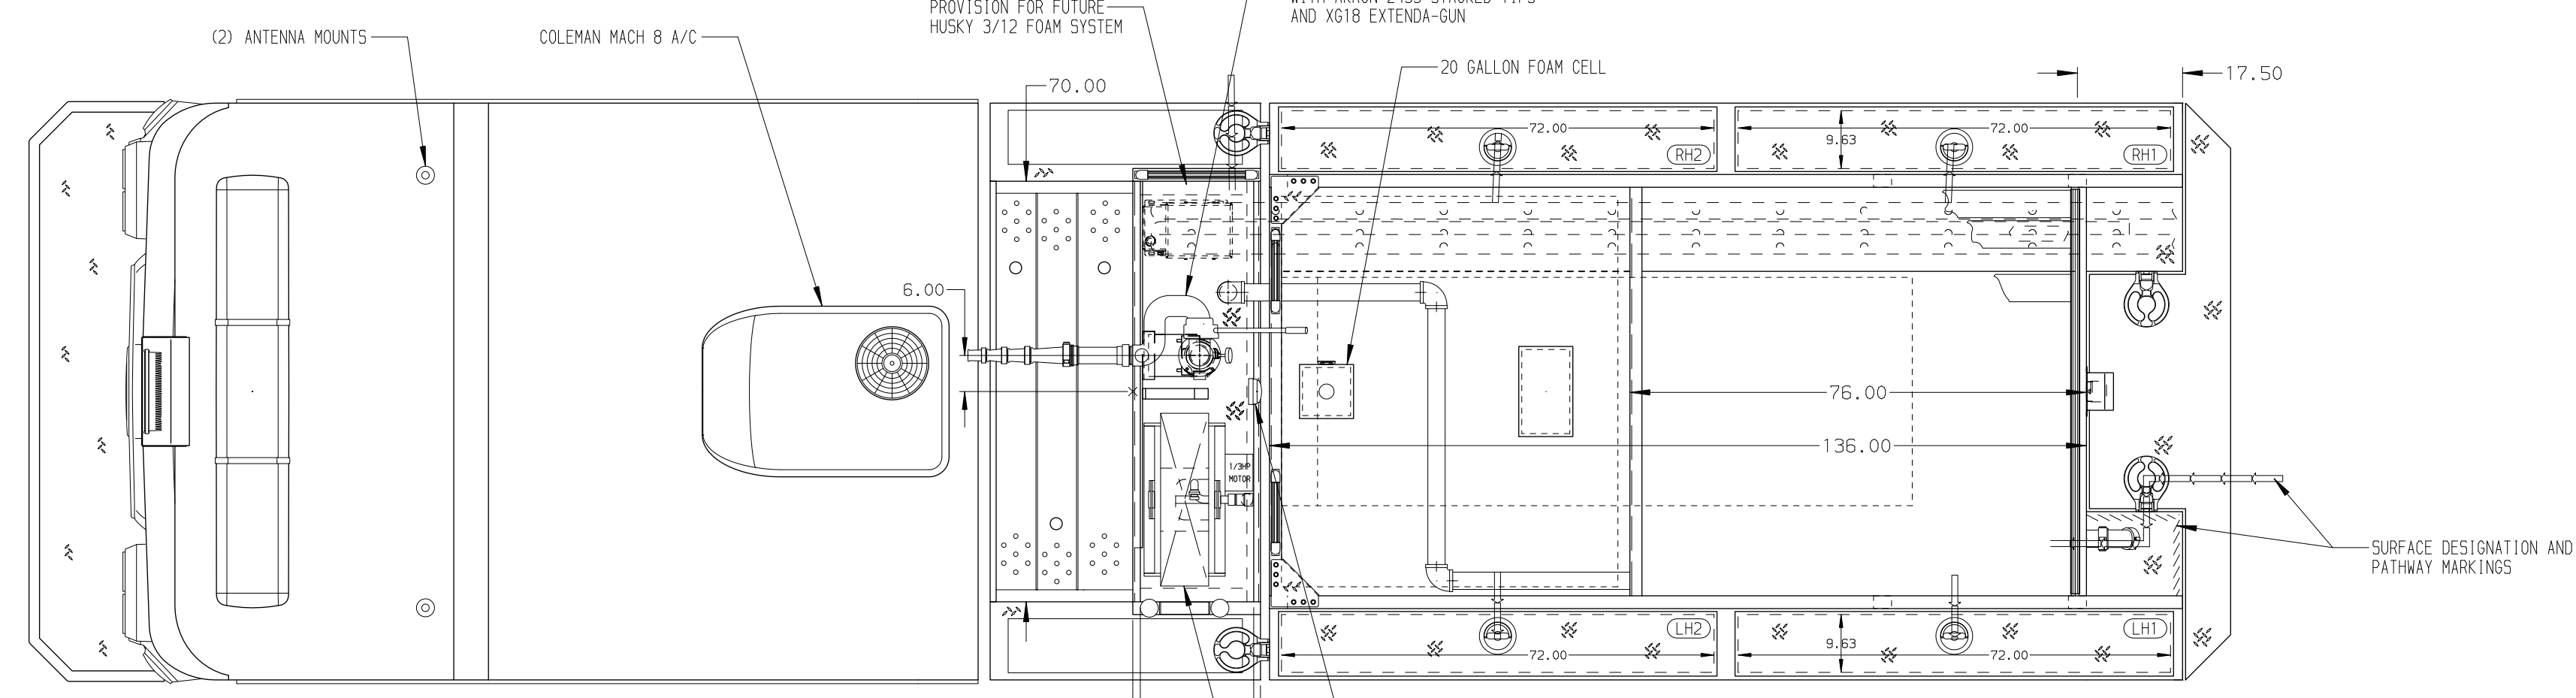 PROVISION FOR FUTURE
HUSKY 3/12 FOAM SYSTEM
AND XG18 EXTENDA-GUN
(2) ANTENNA MOUNTS
COLEMAN MACH 8 A/C
20 GALLON FOAM CELL
17.50
70.00
72.00
72.00
9.63
RH2
RH1
6.00
76.00
136.00
1/3HP
MOTOR
SURFACE DESIGNATION AND
PATHWAY MARKINGS
LH2
LH1
9.63
72.00
72.00